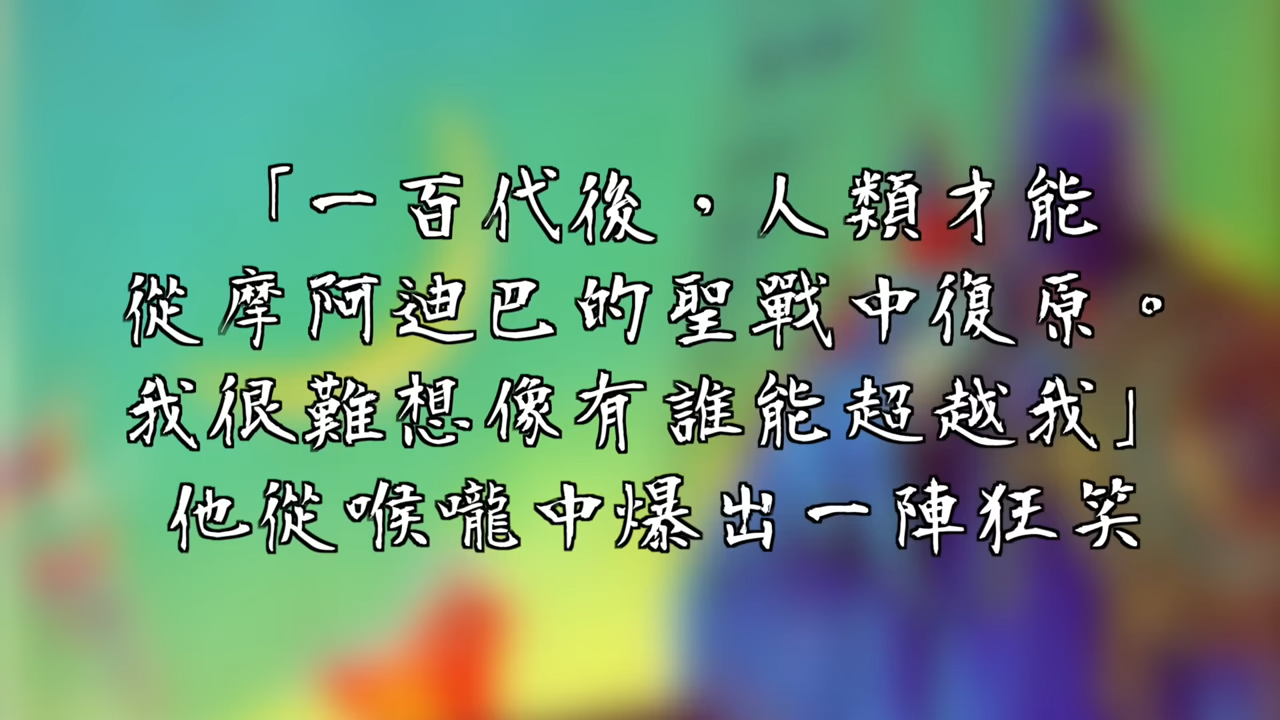 「一百代後，人類才能
從摩阿迪巴的聖戰中復原。
我很難想像有誰能超越我」
他從喉嚨中爆出一陣狂笑